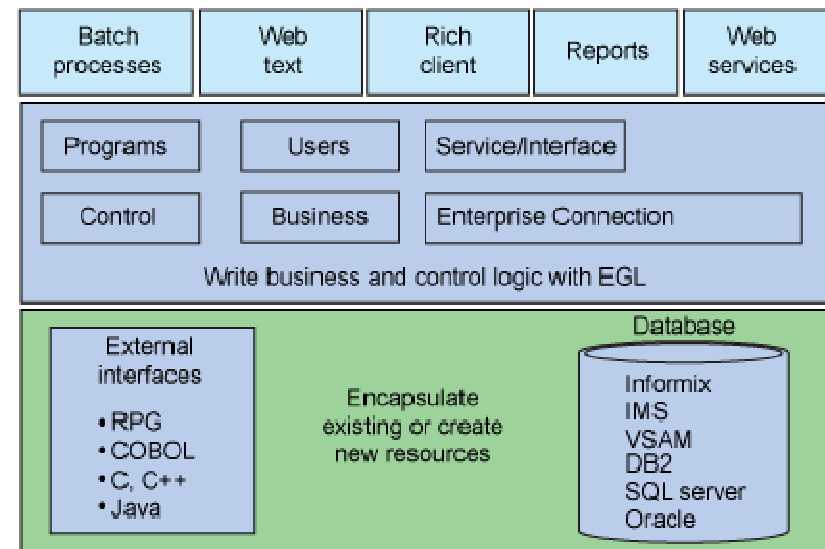 Batch
processes
Web
text
Rich
client
Reports
Web
services
Programs
Users
Service/Interface
Control
Business
Enterprise Connection
Write business and control logic with EGL
External
interfaces
• RPG
• COBOL
• C, C++
• Java
Encapsulate
existing or create
new resources
Database
Informix
IMS
VSAM
DB2
SQL server
Oracle